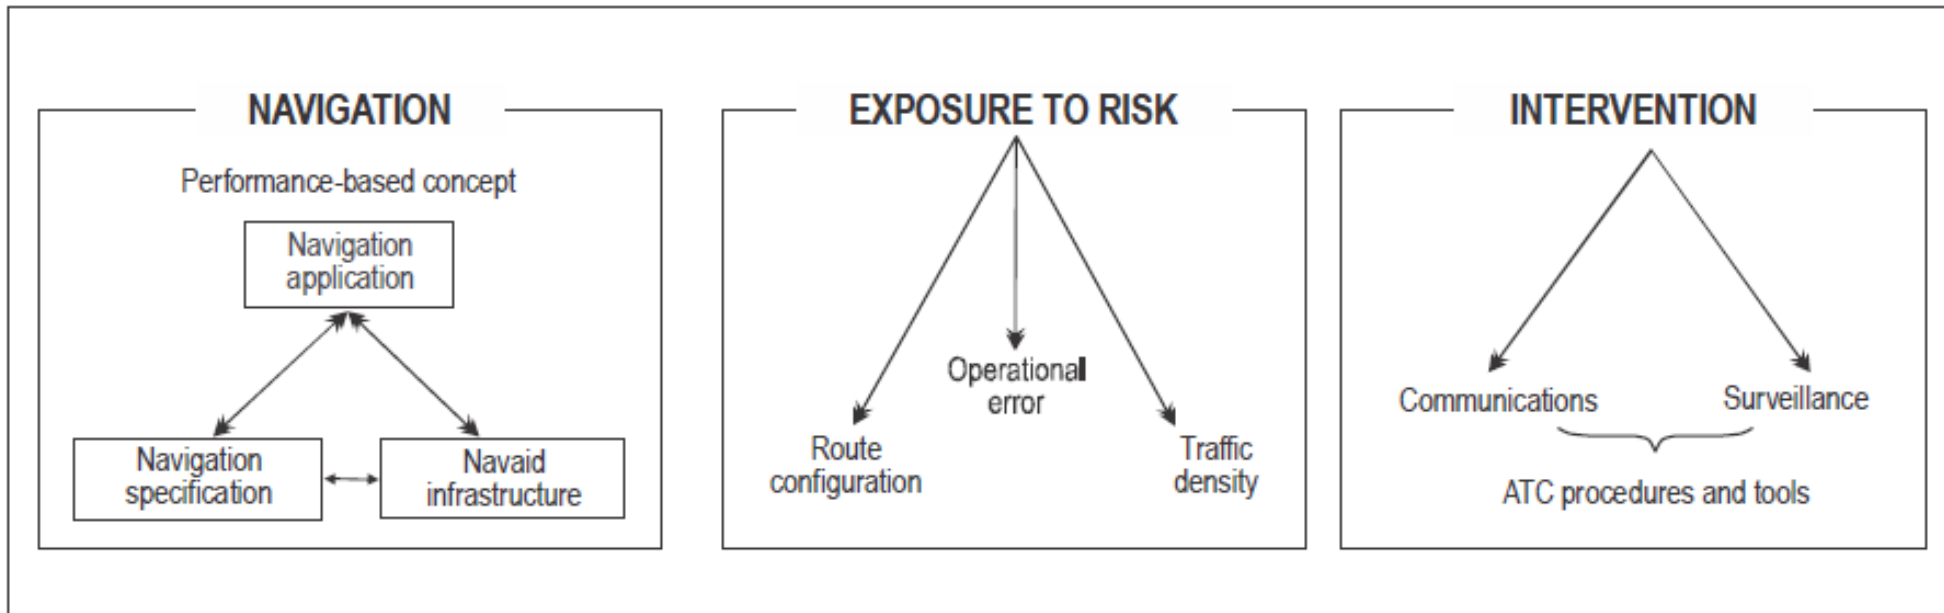 NAVIGATION
Performance-based concept
Navigation
application
Navigation
specification
Navaid
infrastructure
EXPOSURE TO RISK
Operational
error
Route
configuration
Traffic
density
INTERVENTION
Communications
Surveillance
ATC procedures and tools